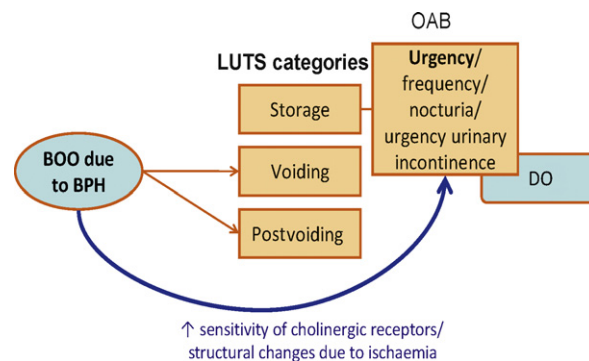 OAB
LUTS categories
Urgency/
frequency/
nocturia/
urgency urinary
incontinence
Storage
BOO due
to BPH
Voiding
DO
Postvoiding
↑ sensitivity of cholinergic receptors/
structural changes due to ischaemia